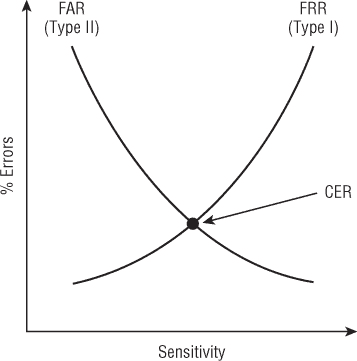 FAR
(Type II)
FRR
(Type I)
% Errors
CER
Sensitivity